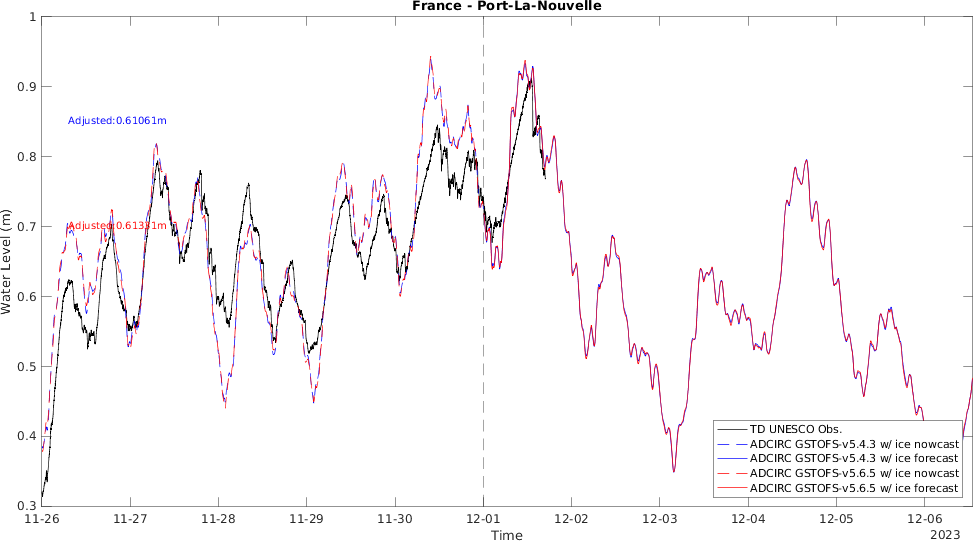 France - Port-La-Nouvelle
1
0.9
0.8
0.7
0.6
0.5
0.4
0.3
Water Level (m)
Adjusted:0.61061m
Adjusted:0.61331m
TD UNESCO Obs.
ADCIRC GSTOFS-v5.4.3 w/ ice nowcast
ADCIRC GSTOFS-v5.4.3 w/ ice forecast
ADCIRC GSTOFS-v5.6.5 w/ ice nowcast
ADCIRC GSTOFS-v5.6.5 w/ ice forecast
11-26 11-27 11-28 11-29 11-30 12-01 12-02 12-03 12-04 12-05 12-06
Time
2023